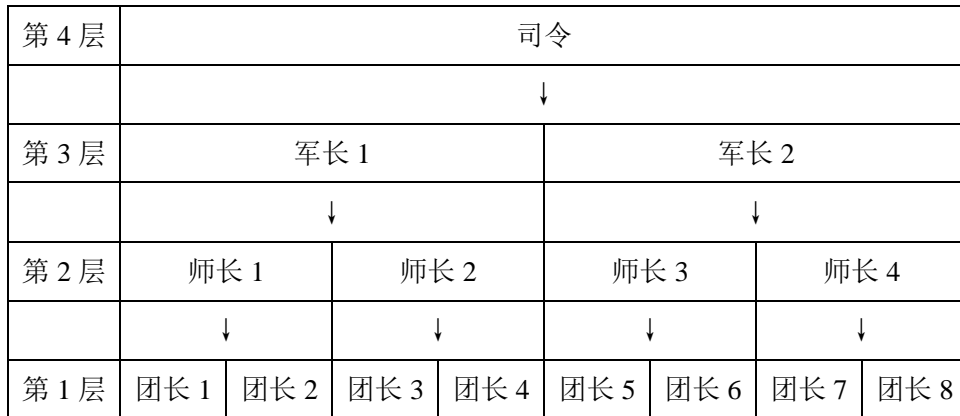 第 4 层 司令
↓
第 3 层 军长 1 军长 2
↓ ↓
第 2 层 师长 1 师长 2 师长 3 师长 4
↓ ↓ ↓ ↓
第 1 层 团长 1 团长 2 团长 3 团长 4 团长 5 团长 6 团长 7 团长 8